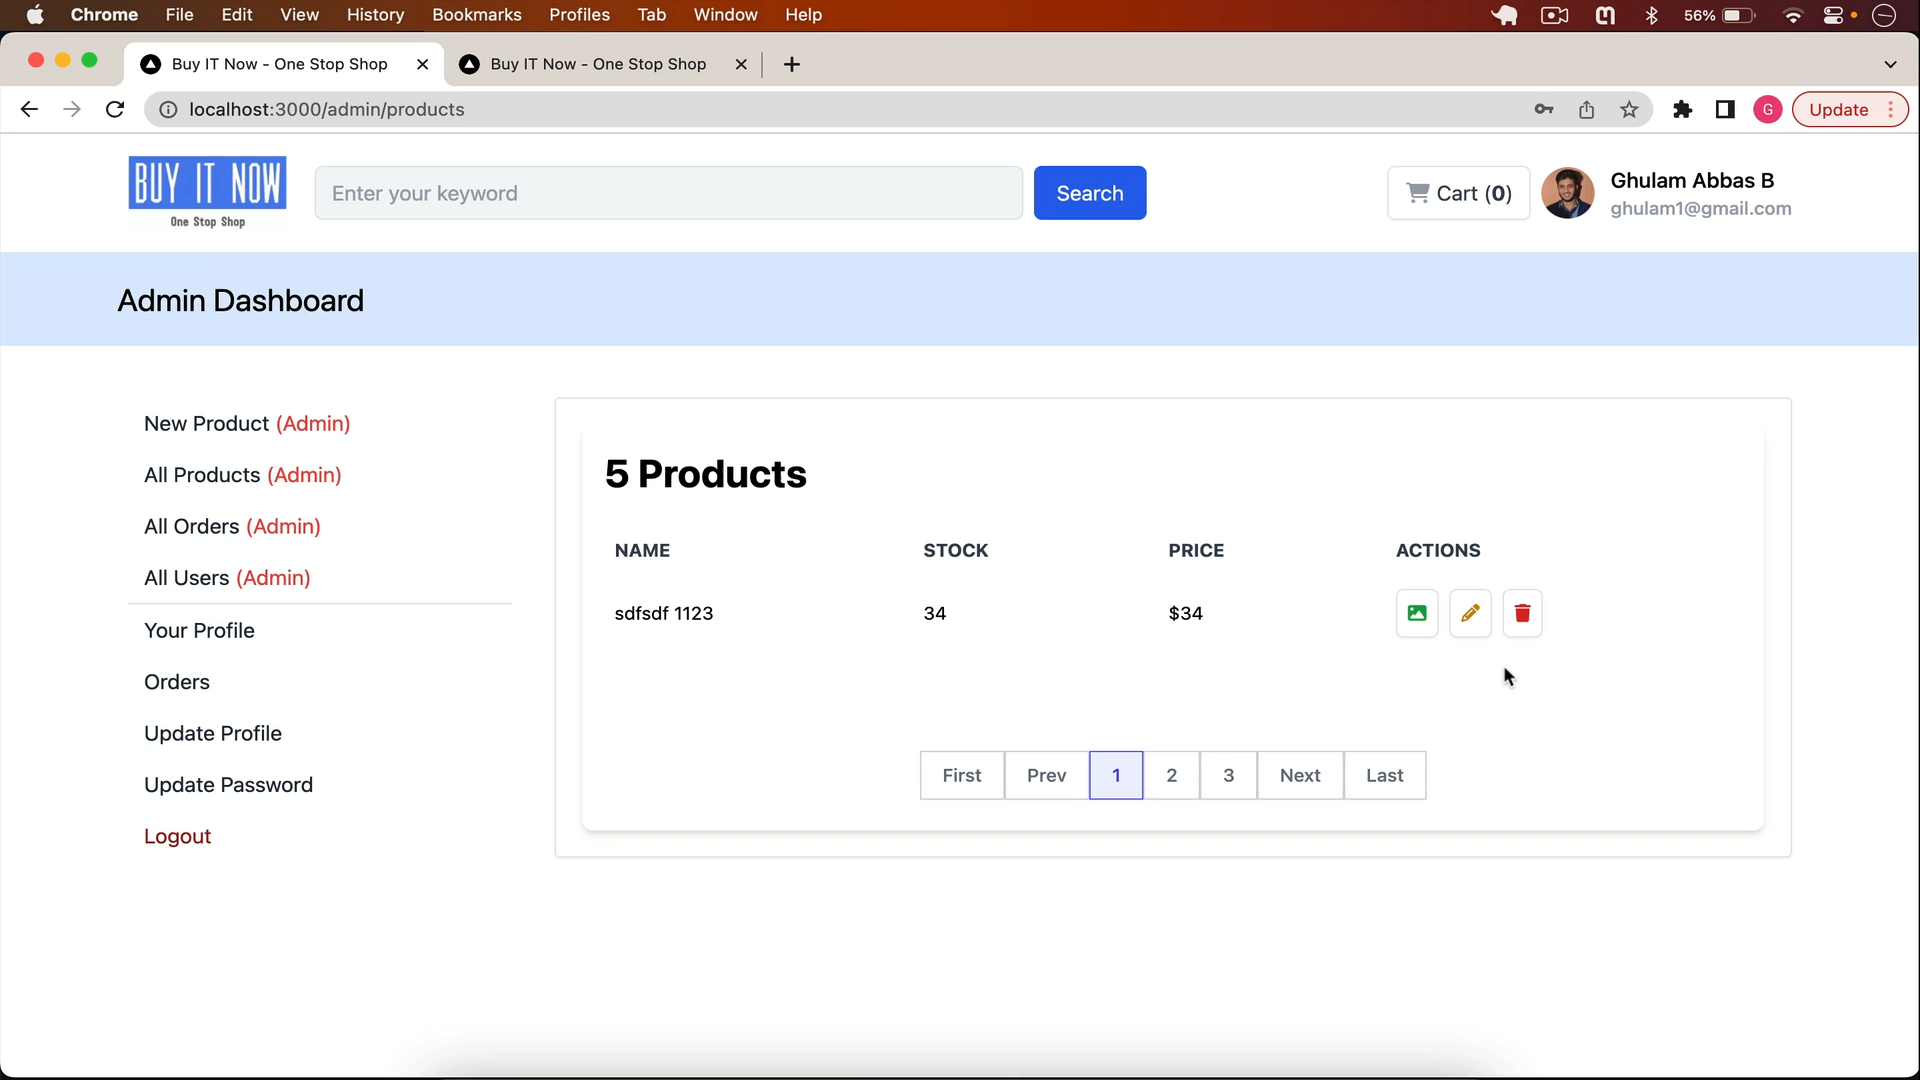 Chrome File Edit View History Bookmarks Profiles Tab Window Help 56%
Buy IT Now - One Stop Shop Buy IT Now - One Stop Shop
localhost:3000/admin/products G Update
BUY IT NOW
One Stop Shop
Enter your keyword Search Cart (0)
Ghulam Abbas B
ghulam1@gmail.com
Admin Dashboard
New Product (Admin)
All Products (Admin)
All Orders (Admin)
All Users (Admin)
Your Profile
Orders
Update Profile
Update Password
Logout
5 Products
NAME STOCK PRICE ACTIONS
sdfsdf 1123 34 $34
First Prev 1 2 3 Next Last